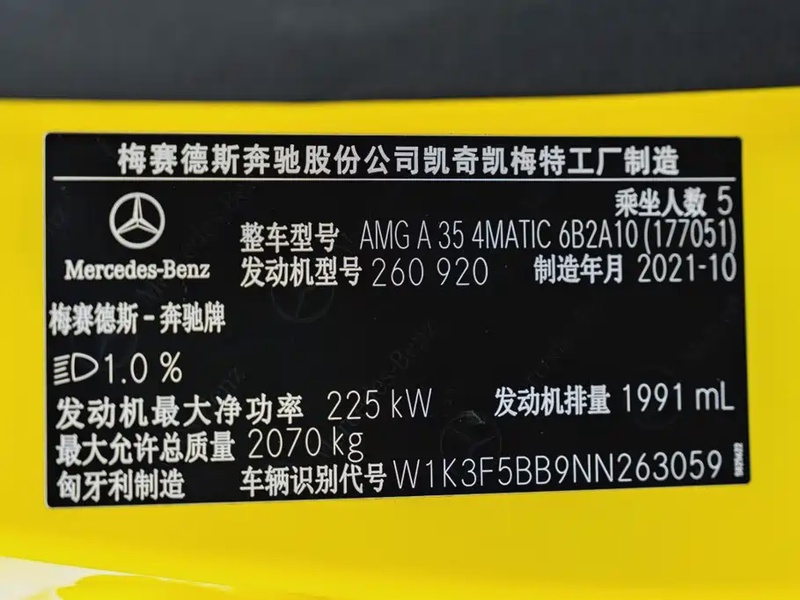 梅赛德斯奔驰股份公司凯奇凯梅特工厂制造
乘坐人数 5
整车型号 AMG A 35 4MATIC 6B2A10 (177051)
Mercedes-Benz
发动机型号 260 920 制造年月 2021-10
梅赛德斯-奔驰牌
1.0 %
发动机最大净功率 225 kW 发动机排量 1991 mL
最大允许总质量 2070 kg
匈牙利制造 车辆识别代号 W1K3F5BB9NN263059